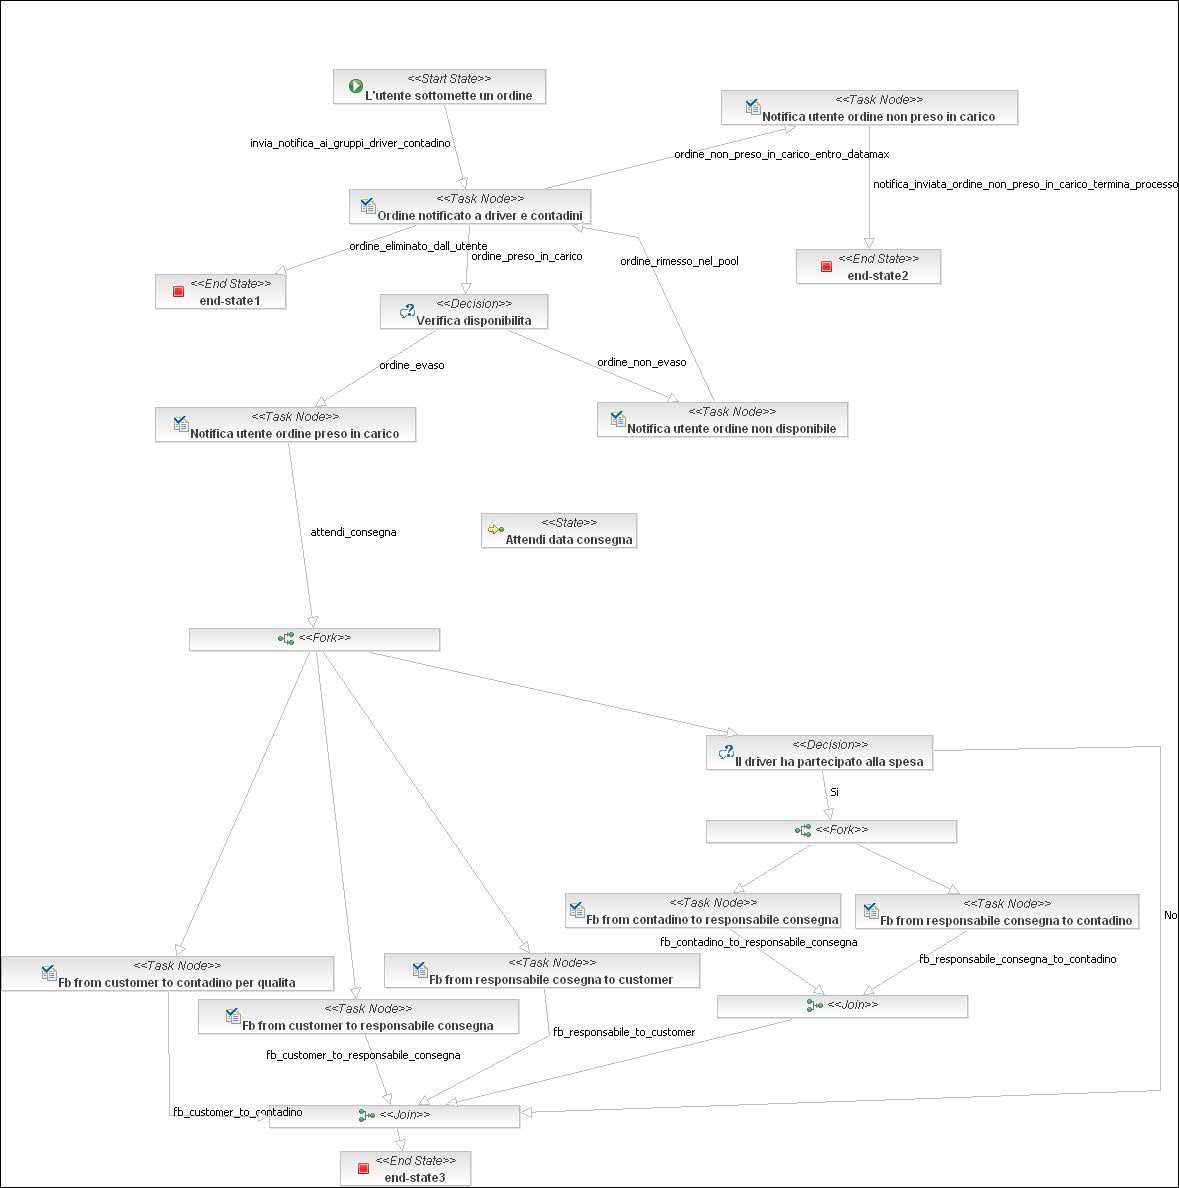 <<Start State>>
L'utente sottomette un ordine
<<Task Node>>
Notifica utente ordine non preso in carico
invia_notifica_ai_gruppi_driver_contadino
ordine_non_preso_in_carico_entro_datamax
notifica_inviata_ordine_non_preso_in_carico_termina_processo
<<Task Node>>
Ordine notificato a driver e contadini
ordine_eliminato_dall_utente
ordine_preso_in_carico
ordine_rimesso_nel_pool
<<End State>>
end-state2
<<End State>>
end-state1
<<Decision>>
Verifica disponibilita
ordine_evaso
ordine_non_evaso
<<Task Node>>
Notifica utente ordine preso in carico
<<Task Node>>
Notifica utente ordine non disponibile
attendi_consegna
<<State>>
Attendi data consegna
<<Fork>>
<<Decision>>
Il driver ha partecipato alla spesa
Si
<<Fork>>
<<Task Node>>
Fb from contadino to responsabile consegna
<<Task Node>>
Fb from responsabile consegna to contadino
No
fb_contadino_to_responsabile_consegna
fb_responsabile_consegna_to_contadino
<<Task Node>>
Fb from customer to contadino per qualita
<<Task Node>>
Fb from responsabile cosegna to customer
<<Task Node>>
Fb from customer to responsabile consegna
<<Join>>
fb_responsabile_to_customer
fb_customer_to_responsabile_consegna
fb_customer_to_contadino
<<Join>>
<<End State>>
end-state3